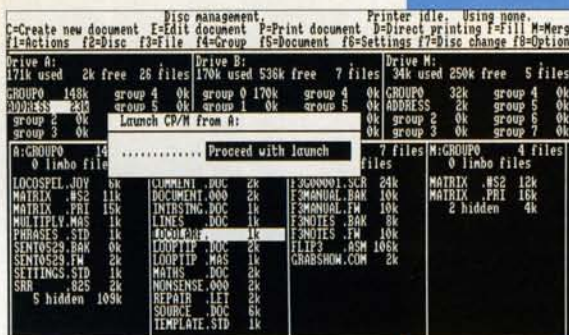 Disc management. Printer idle. Using none.
C=Create new document E=Edit document P=Print document D=Direct printing F=Fill M=Merg
f1=Actions f2=Disc f3=File f4=Group f5=Document f6=Settings f7=Disc change f8=Option
Drive A: Drive B: Drive M:
171k used 2k free 26 files 170k used 536k free 7 files 34k used 250k free 5 files
GROUP0 148k group 4 0k group 0 170k group 4 0k GROUP0 32k group 4 0k
ADDRESS 23k group 5 0k group 1 0k group 5 0k ADDRESS 2k group 5 0k
group 2 0k group 2 0k group 6 0k
group 3 0k group 3 0k group 7 0k
Launch CP/M from A:
............. Proceed with launch
A:GROUP0 14 7 files M:GROUP0 4 files
0 limbo file files 0 limbo files
LOCOSPEL.JOY 6k COMMENT .DOC 2k F3G00001.SCR 24k MATRIX .#S2 12k
MATRIX .#S2 11k DOCUMENT.000 2k F3MANUAL.BAK 10k MATRIX .PRI 16k
MATRIX .PRI 15k INTRSTNG.DOC 1k F3MANUAL.FW 10k 2 hidden 4k
MULTIPLY.MAS 1k LINES .DOC 2k F3NOTES .BAK 8k
PHRASES .STD 1k 1k F3NOTES .FW 10k
SENT0529.BAK 0k LOOPTIP .DOC 2k FLIP3 .ASM 106k
SENT0529.FW 2k LOOPTIP .MAS 1k GRABSHOW.COM 2k
SETTINGS.STD 1k MATHS .DOC 2k
SRR .825 2k NONSENSE.000 2k
5 hidden 109k REPAIR .LET 2k
SOURCE .DOC 6k
TEMPLATE.STD 1k